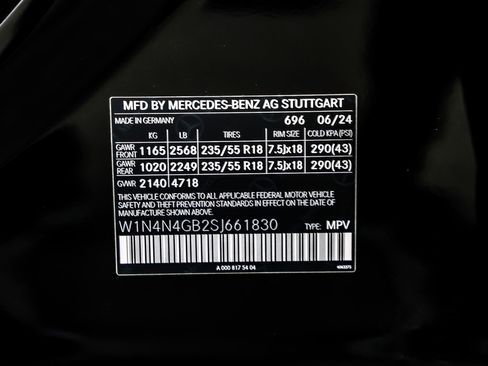 MFD BY MERCEDES-BENZ AG STUTTGART
MADE IN GERMANY 696 06/24
KG LB TIRES RIM SIZE COLD KPA (PSI)
GAWR FRONT 1165 2568 235/55 R18 7.5Jx18 290(43)
GAWR REAR 1020 2249 235/55 R18 7.5Jx18 290(43)
GVWR 2140 4718
THIS VEHICLE CONFORMS TO ALL APPLICABLE FEDERAL MOTOR VEHICLE
SAFETY AND THEFT PREVENTION STANDARDS IN EFFECT ON THE DATE
OF MANUFACTURE SHOWN ABOVE.
W1N4N4GB2SJ661830 TYPE: MPV
A 000 817 54 04